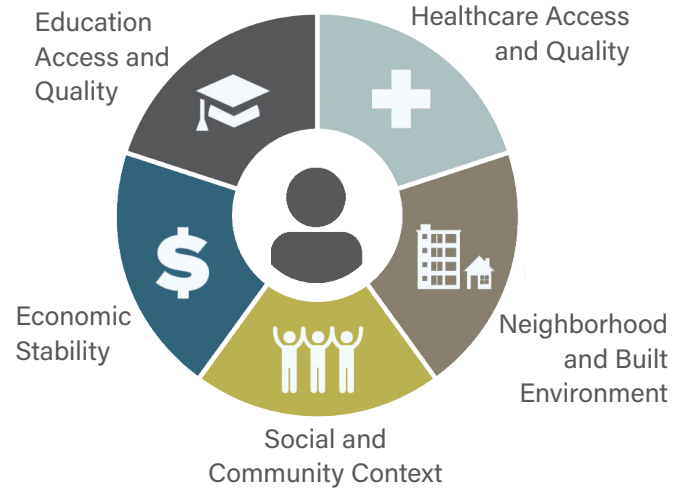 Education
Access and
Quality
Healthcare Access
and Quality
$
Economic
Stability
Neighborhood
and Built
Environment
Social and
Community Context